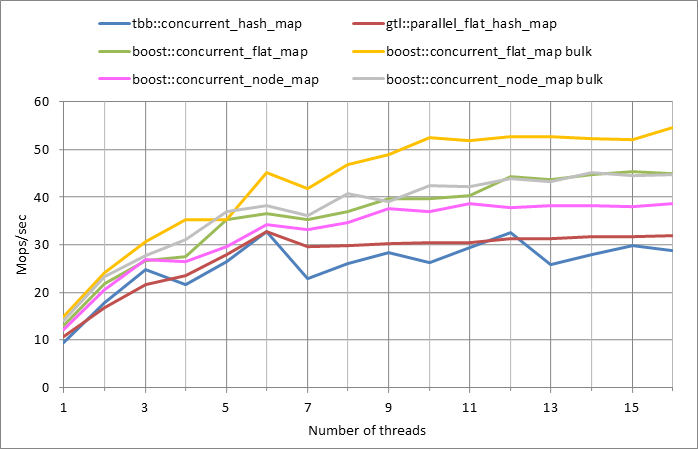 tbb::concurrent_hash_map gtl::parallel_flat_hash_map
boost::concurrent_flat_map boost::concurrent_flat_map bulk
boost::concurrent_node_map boost::concurrent_node_map bulk
60
50
40
30
20
10
0
Mops/sec
1 3 5 7 9 11 13 15
Number of threads